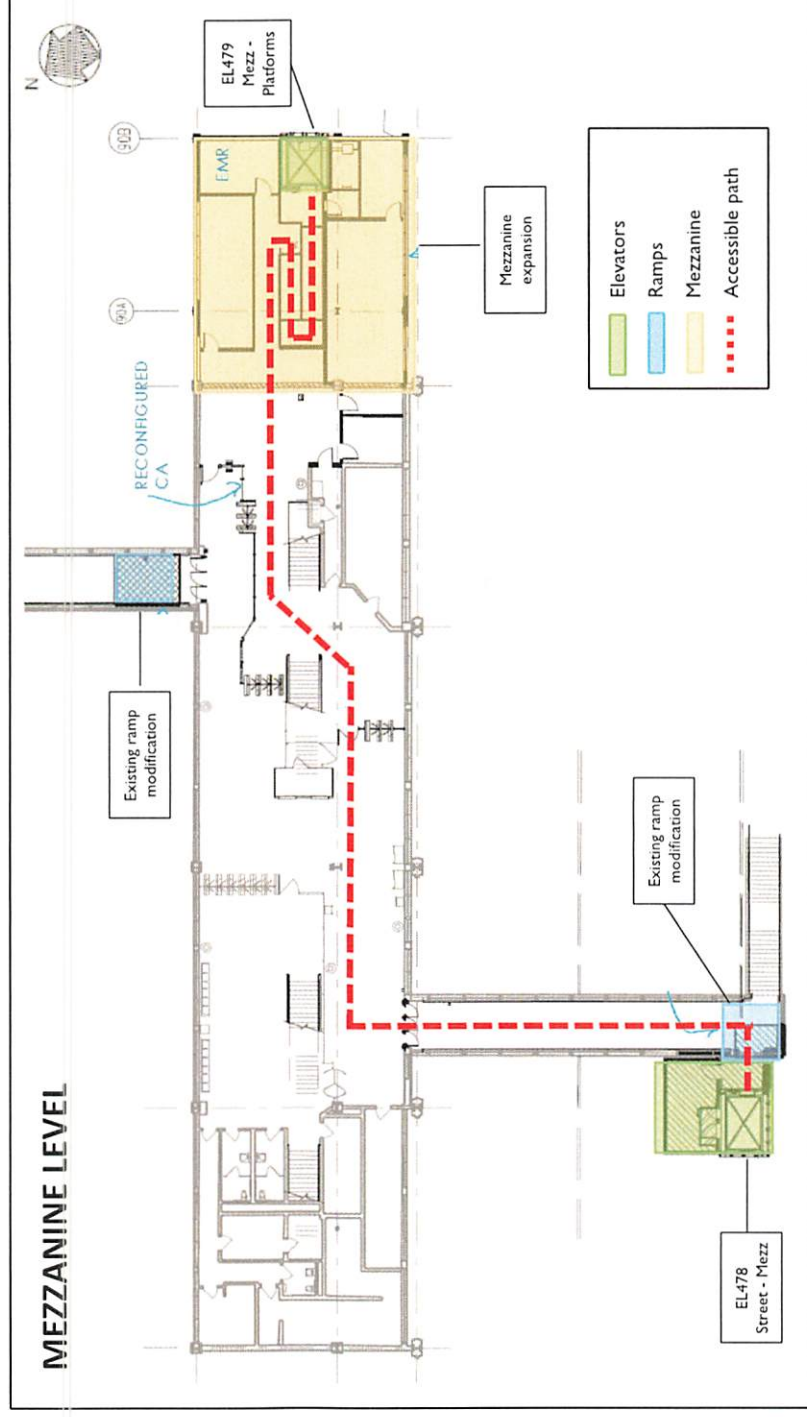 MEZZANINE LEVEL
N
EL479
Mezz -
Platforms
90B
90A
EMR
RECONFIGURED
CA
Existing ramp
modification
Mezzanine
expansion
Elevators
Ramps
Mezzanine
Accessible path
Existing ramp
modification
EL478
Street - Mezz